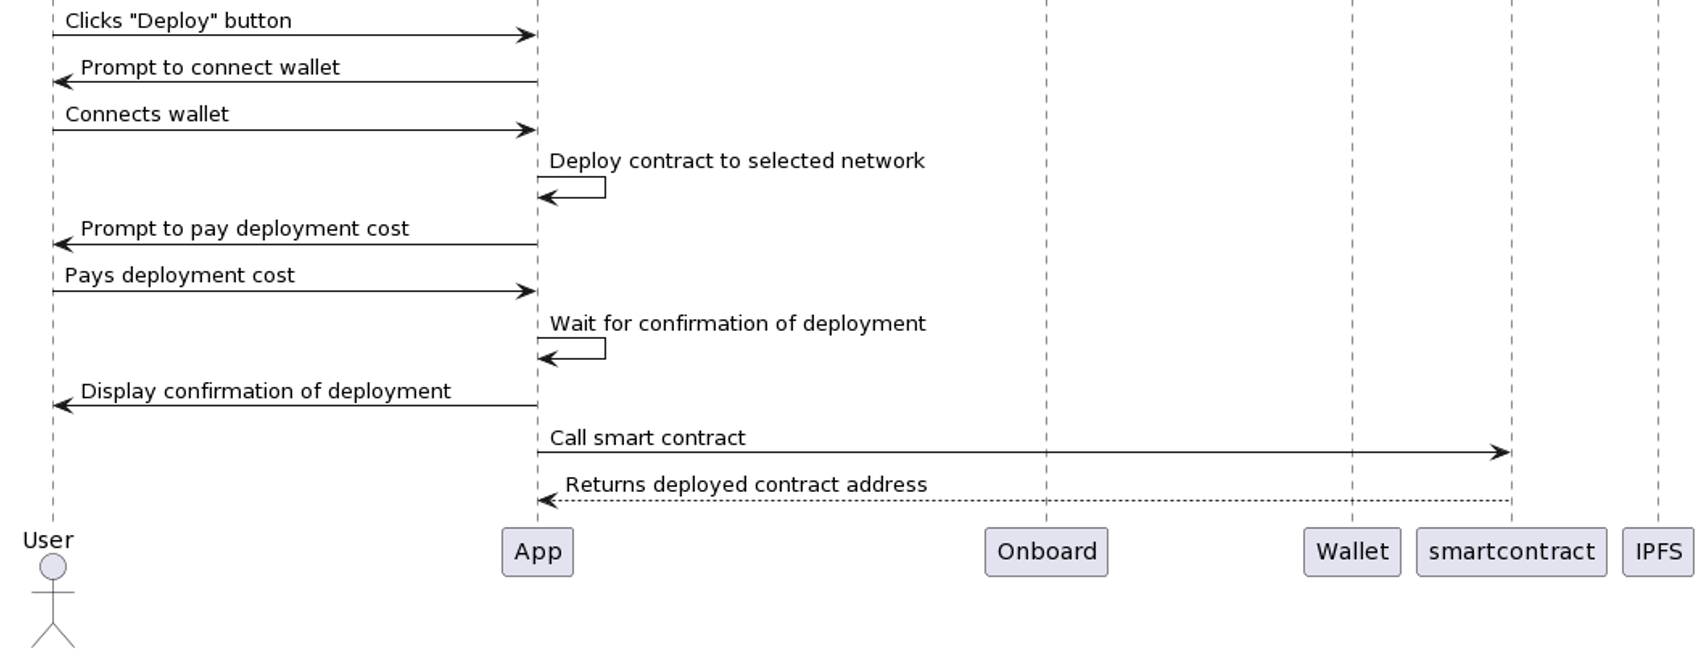 Clicks "Deploy" button
Prompt to connect wallet
Connects wallet
Deploy contract to selected network
Prompt to pay deployment cost
Pays deployment cost
Wait for confirmation of deployment
Display confirmation of deployment
Call smart contract
Returns deployed contract address
User
App
Onboard
Wallet
smartcontract
IPFS